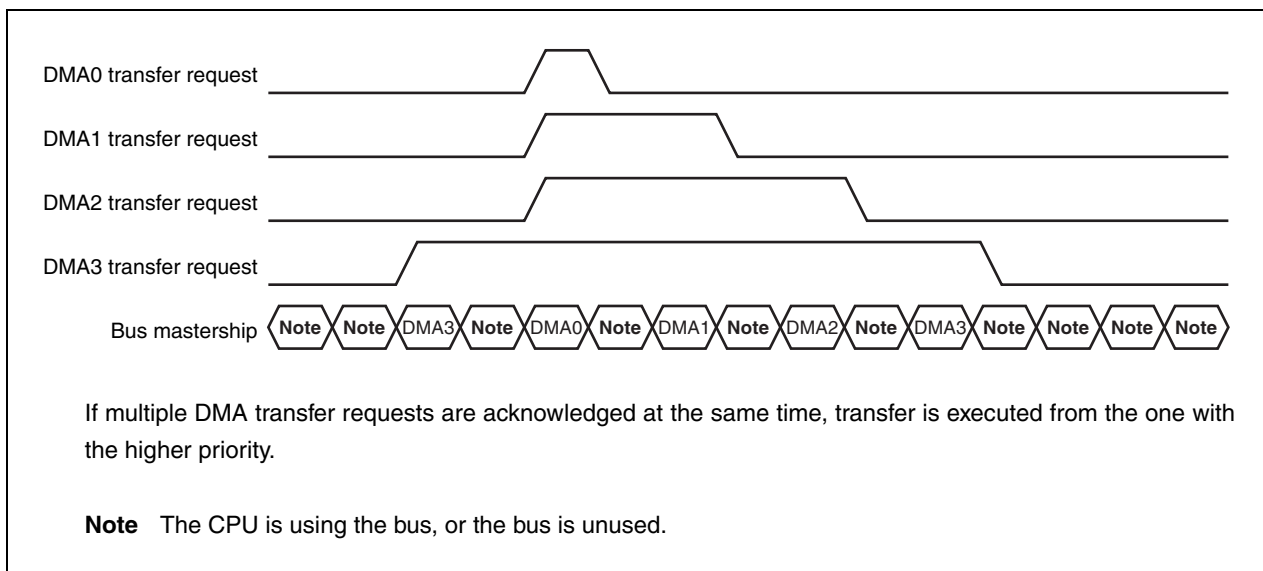 DMA0 transfer request
DMA1 transfer request
DMA2 transfer request
DMA3 transfer request
Bus mastership Note Note DMA3 Note DMA0 Note DMA1 Note DMA2 Note DMA3 Note Note Note Note
If multiple DMA transfer requests are acknowledged at the same time, transfer is executed from the one with
the higher priority.
Note The CPU is using the bus, or the bus is unused.